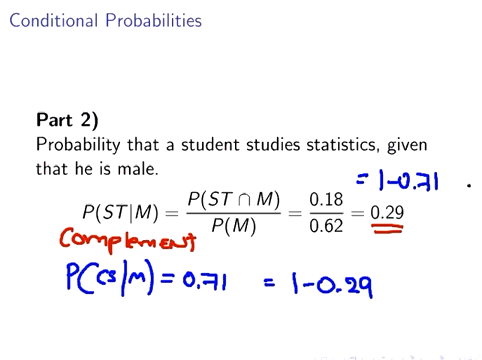 Conditional Probabilities
Part 2)
Probability that a student studies statistics, given
that he is male.
= 1-0.71
P(ST|M) = P(ST ∩ M) / P(M) = 0.18 / 0.62 = 0.29
Complement
P(CS|M) = 0.71 = 1-0.29